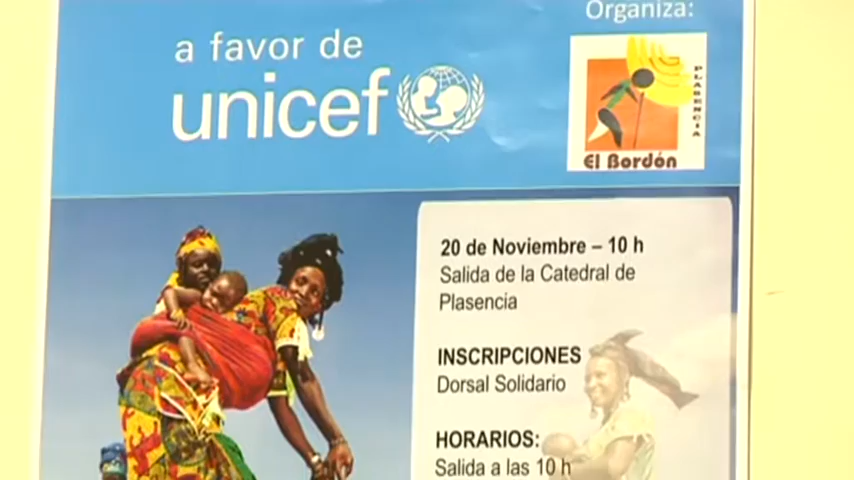 a favor de
unicef
Organiza:
PLASENCIA
El Bordón
20 de Noviembre – 10 h
Salida de la Catedral de
Plasencia
INSCRIPCIONES
Dorsal Solidario
HORARIOS:
Salida a las 10 h